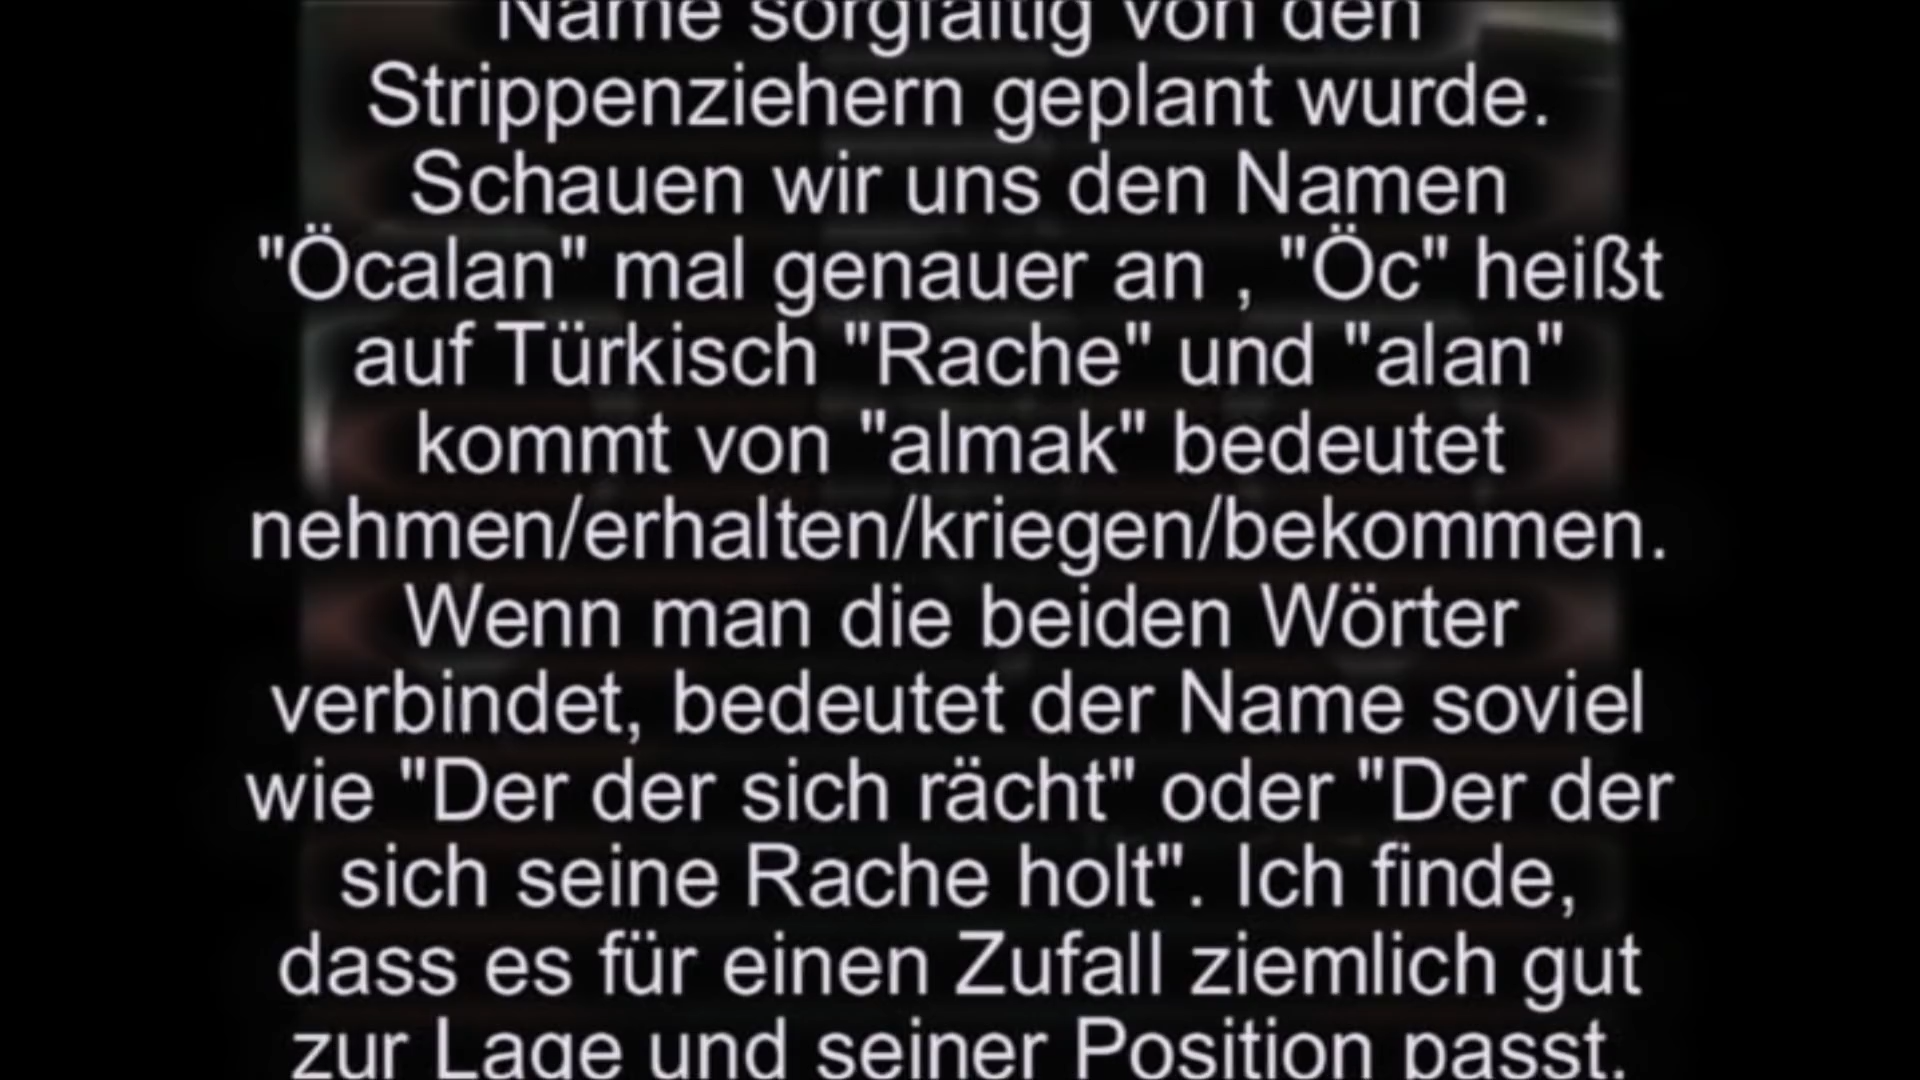 Name sorgfältig von den
Strippenziehern geplant wurde.
Schauen wir uns den Namen
"Öcalan" mal genauer an , "Öc" heißt
auf Türkisch "Rache" und "alan"
kommt von "almak" bedeutet
nehmen/erhalten/kriegen/bekommen.
Wenn man die beiden Wörter
verbindet, bedeutet der Name soviel
wie "Der der sich rächt" oder "Der der
sich seine Rache holt". Ich finde,
dass es für einen Zufall ziemlich gut
zur Lage und seiner Position passt.